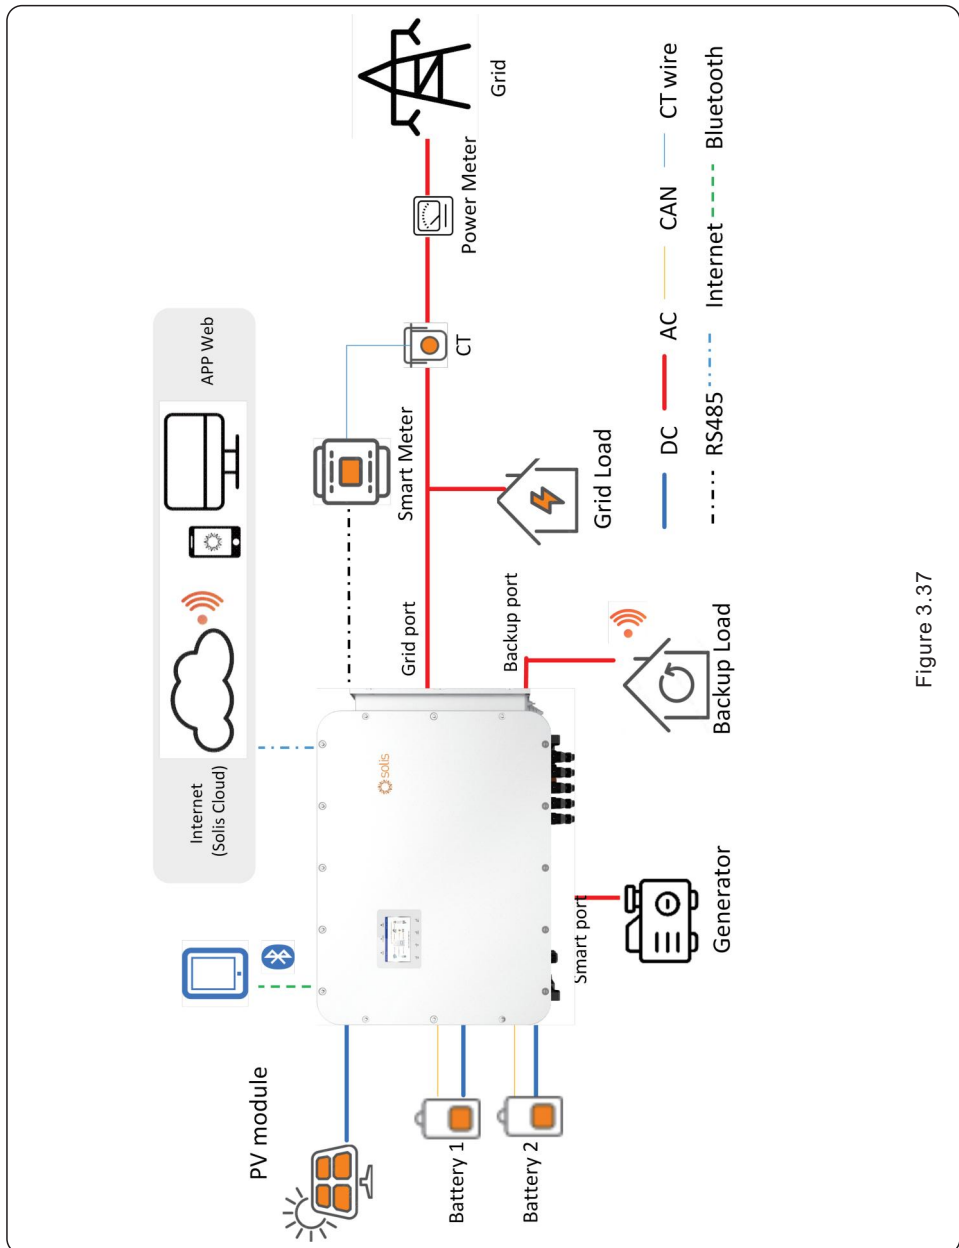 Internet
(Solis Cloud)
APP Web
PV module
Battery 1
Battery 2
solis
Smart port
Generator
Grid port
Backup port
Backup Load
Smart Meter
Grid Load
CT
Power Meter
Grid
DC
AC
CAN
CT wire
RS485
Internet
Bluetooth
Figure 3.37